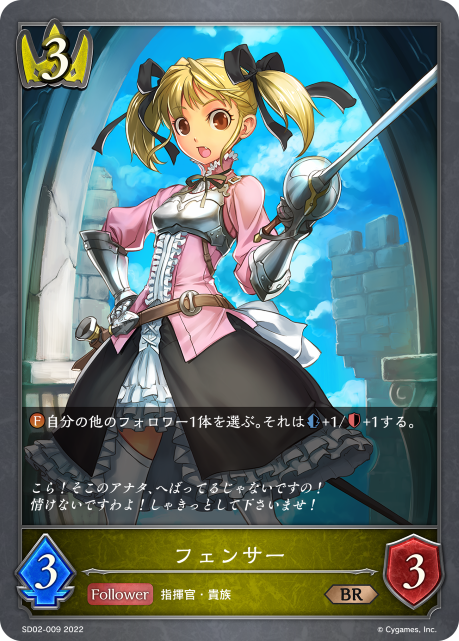 3
F 自分の他のフォロワー1体を選ぶ。それは+1/+1する。
こら！そこのアナタ、へばってるじゃないですの！
情けないですわよ！しゃきっとして下さいませ！
フェンサー
3
Follower 指揮官・貴族
BR
3
SD02-009 2022
© Cygames, Inc.